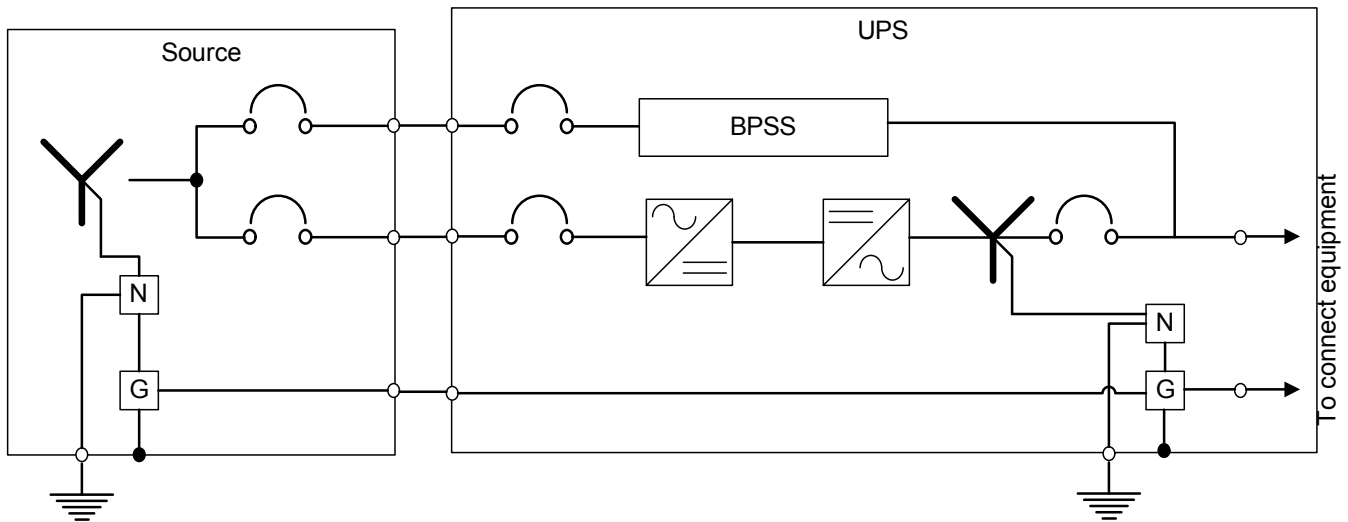 Source
UPS
BPSS
N
G
N
G
To connect equipment